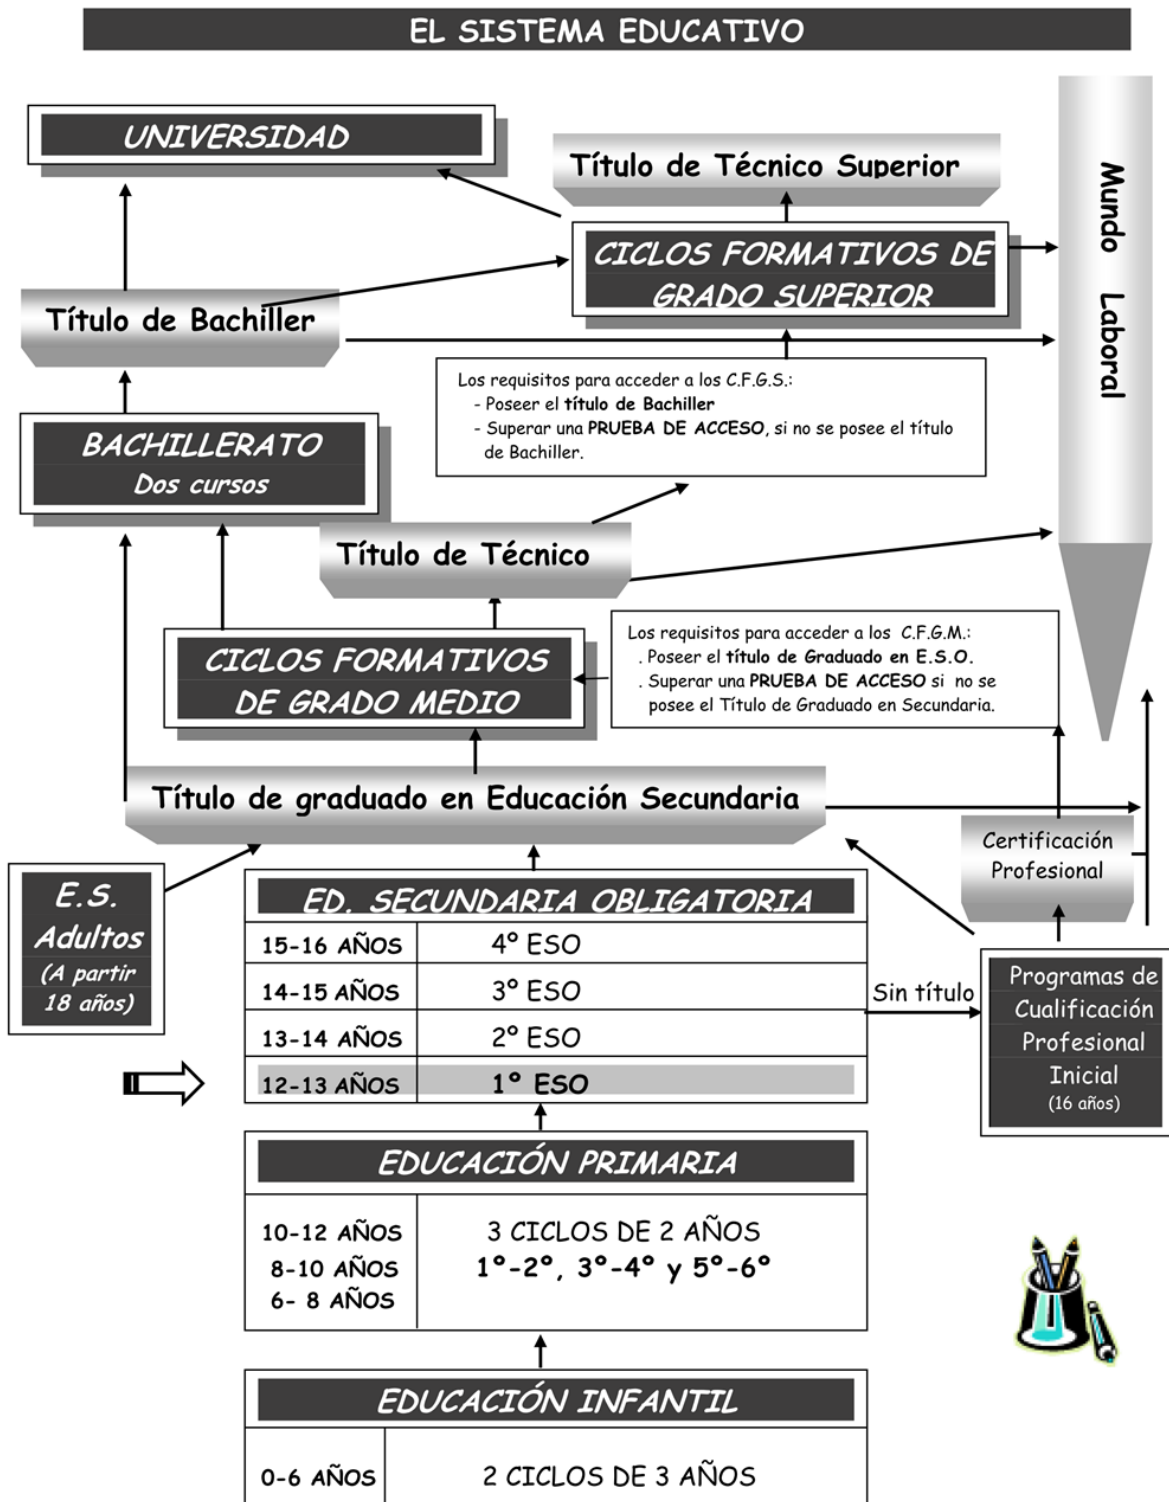 EL SISTEMA EDUCATIVO
UNIVERSIDAD
Título de Técnico Superior
Mundo Laboral
CICLOS FORMATIVOS DE
GRADO SUPERIOR
Título de Bachiller
Los requisitos para acceder a los C.F.G.S.:
- Poseer el título de Bachiller
- Superar una PRUEBA DE ACCESO, si no se posee el título
de Bachiller.
BACHILLERATO
Dos cursos
Título de Técnico
Los requisitos para acceder a los C.F.G.M.:
. Poseer el título de Graduado en E.S.O.
. Superar una PRUEBA DE ACCESO si no se
posee el Título de Graduado en Secundaria.
CICLOS FORMATIVOS
DE GRADO MEDIO
Título de graduado en Educación Secundaria
Certificación
Profesional
E.S.
Adultos
(A partir
18 años)
ED. SECUNDARIA OBLIGATORIA
15-16 AÑOS 4º ESO
14-15 AÑOS 3º ESO
13-14 AÑOS 2º ESO
12-13 AÑOS 1º ESO
Sin título
Programas de
Cualificación
Profesional
Inicial
(16 años)
EDUCACIÓN PRIMARIA
10-12 AÑOS 3 CICLOS DE 2 AÑOS
8-10 AÑOS 1º-2º, 3º-4º y 5º-6º
6- 8 AÑOS
EDUCACIÓN INFANTIL
0-6 AÑOS 2 CICLOS DE 3 AÑOS